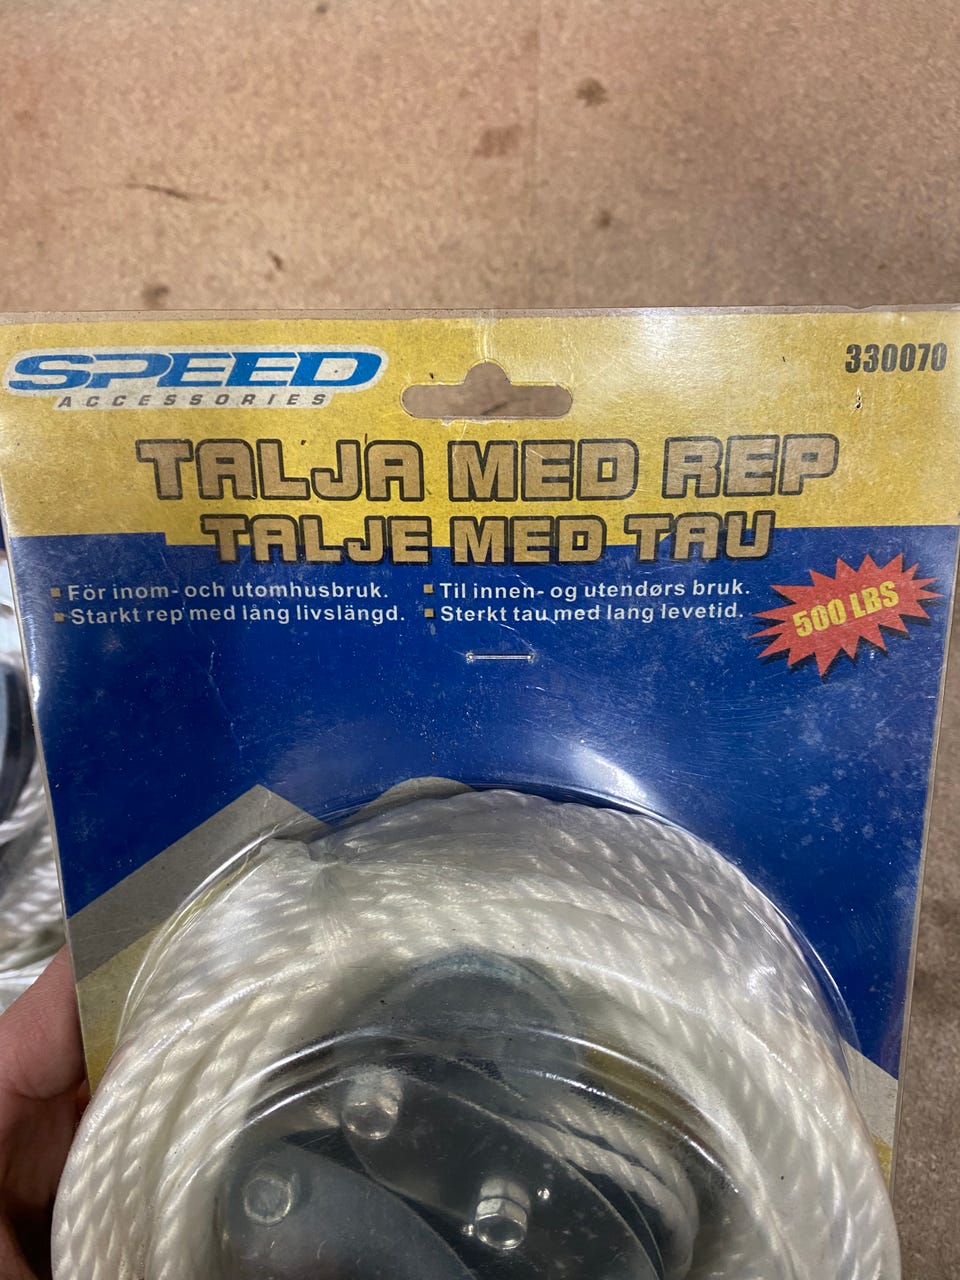 SPEED
ACCESSORIES
330070
TALJA MED REP
TALJE MED TAU
För inom- och utomhusbruk.
Starkt rep med lång livslängd.
Til innen- og utendørs bruk.
Sterkt tau med lang levetid.
500 LBS